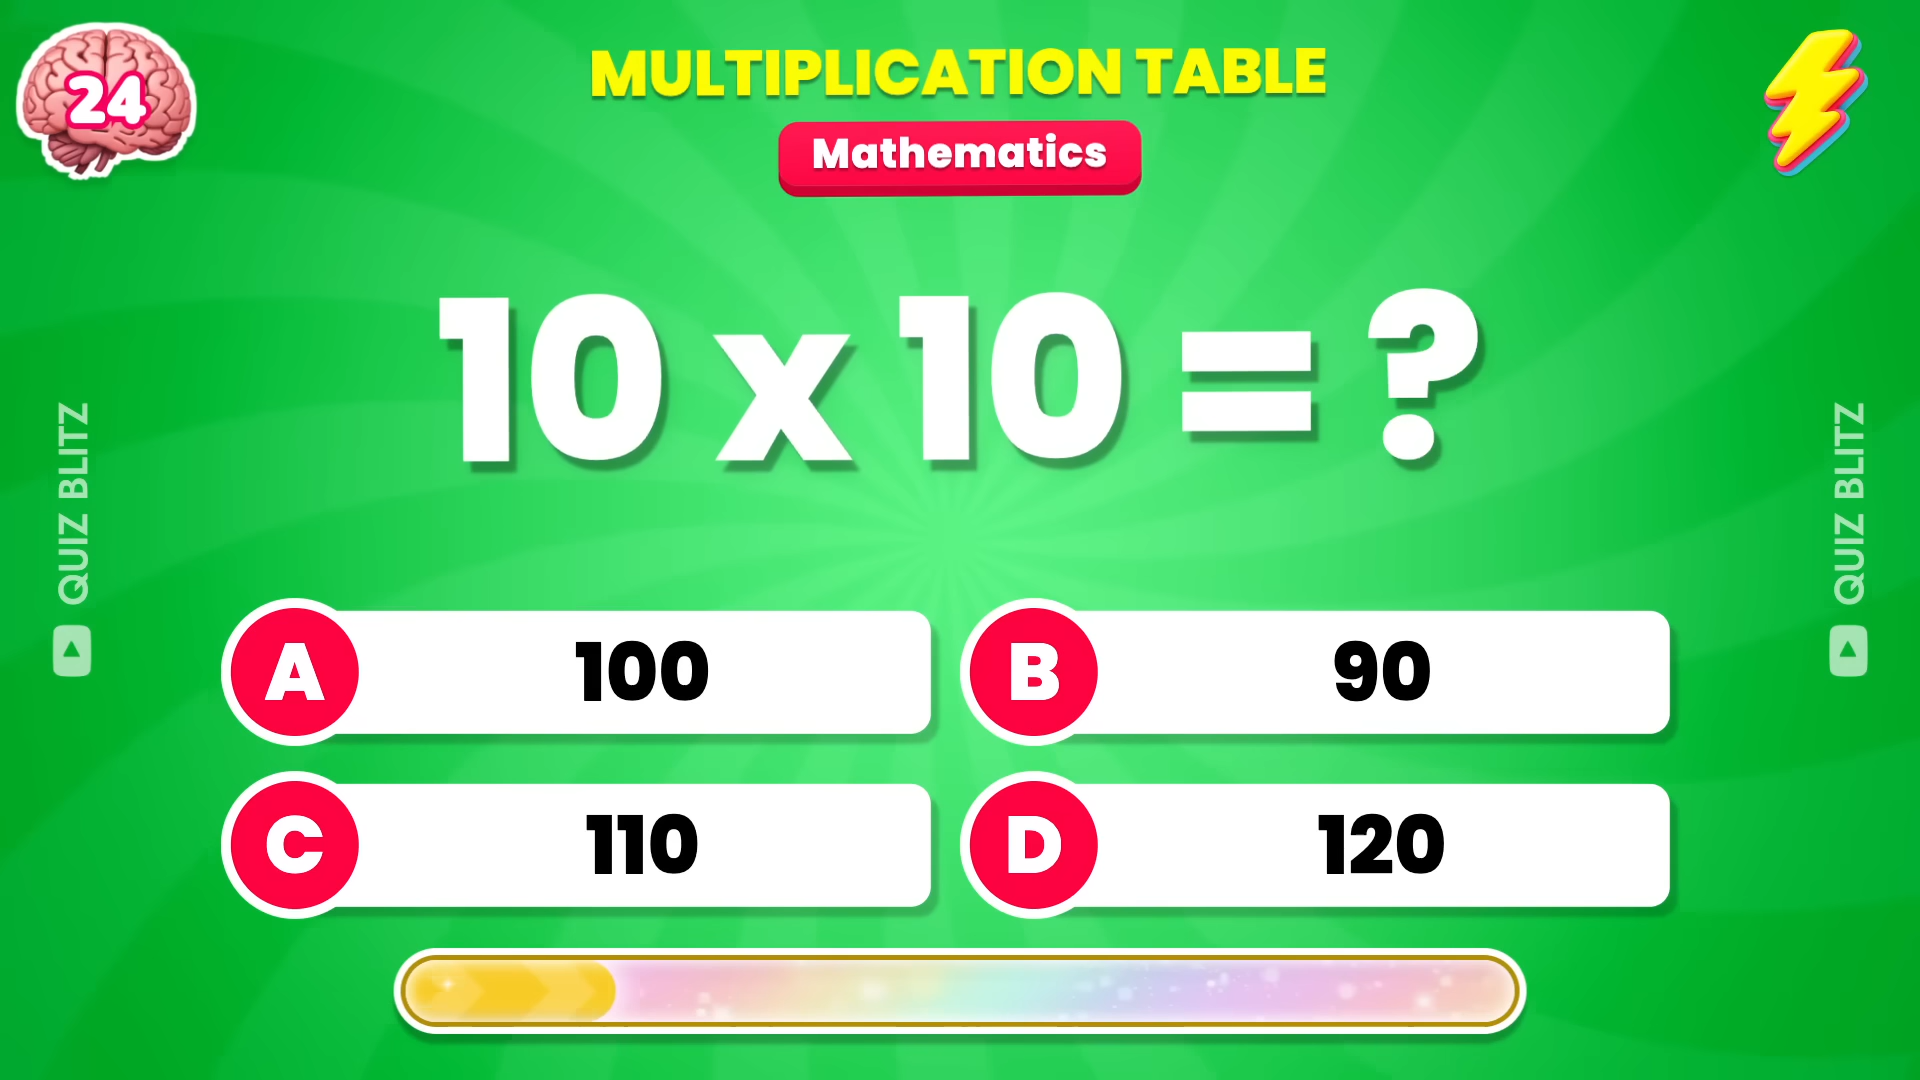 24
MULTIPLICATION TABLE
Mathematics
10 x 10 = ?
QUIZ BLITZ
QUIZ BLITZ
A 100
B 90
C 110
D 120